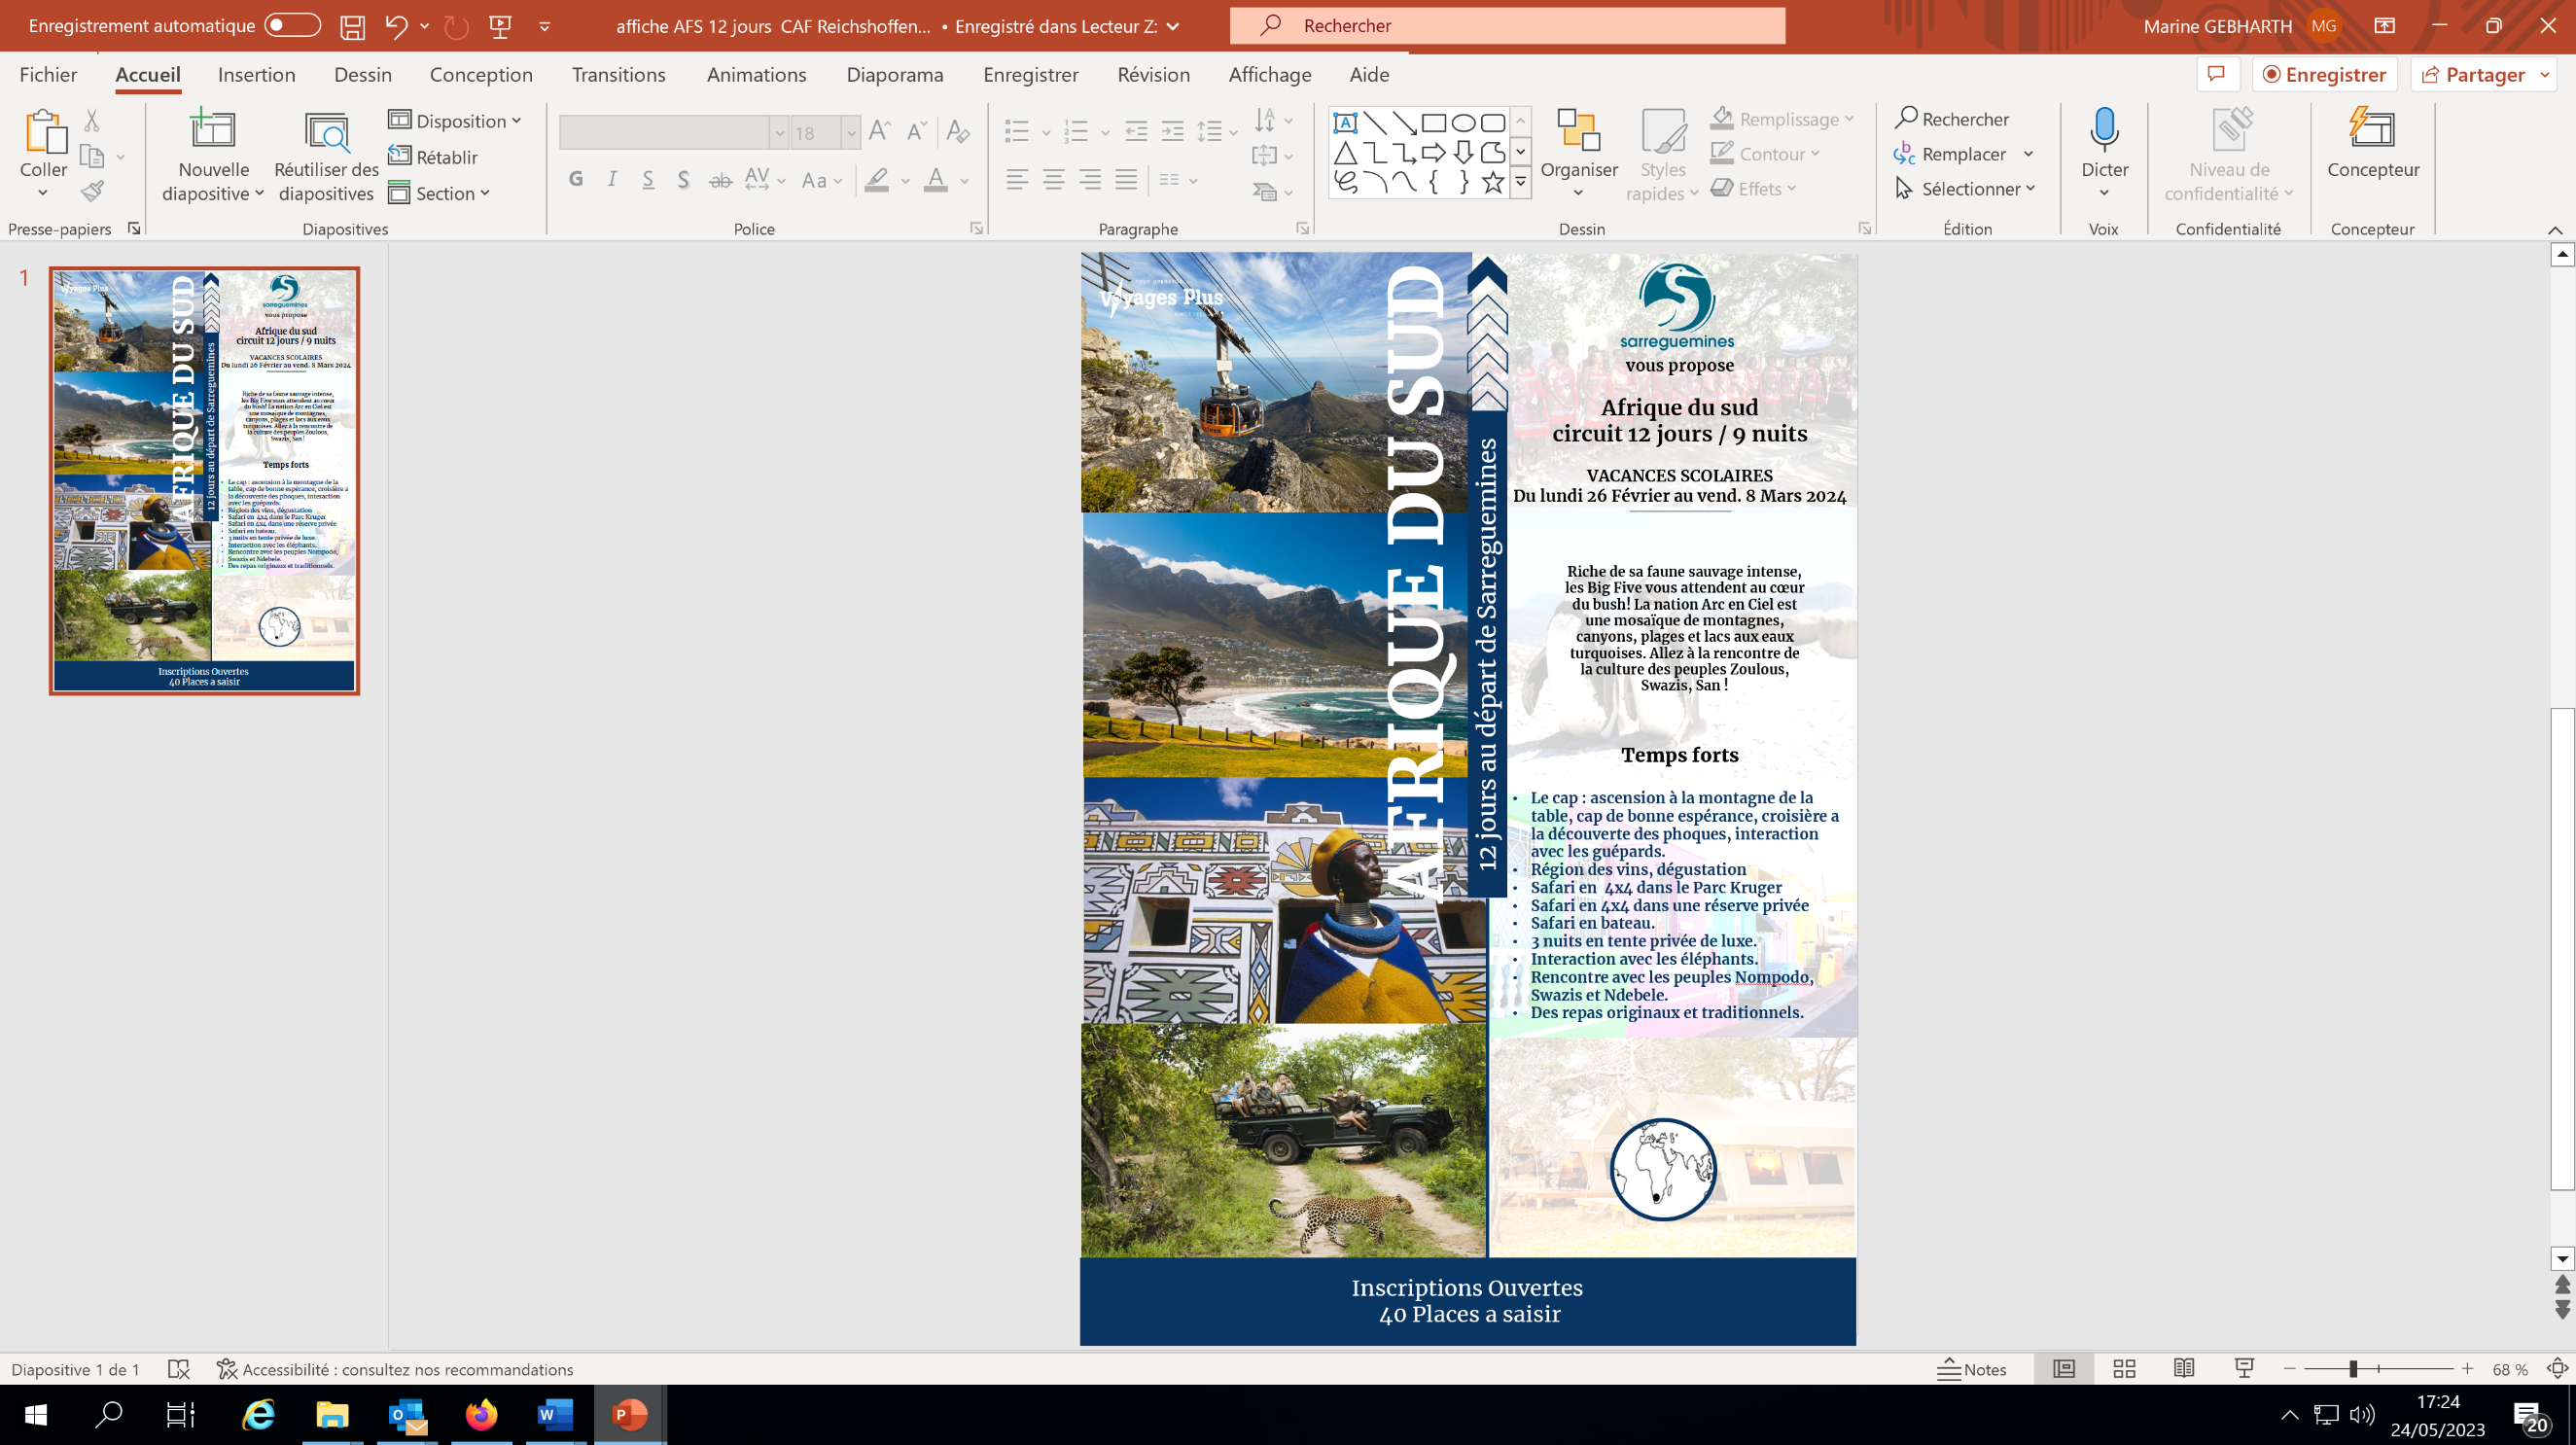 Enregistrement automatique
affiche AFS 12 jours CAF Reichshoffen... • Enregistré dans Lecteur Z:
Rechercher
Marine GEBHARTH
MG
Fichier
Accueil
Insertion
Dessin
Conception
Transitions
Animations
Diaporama
Enregistrer
Révision
Affichage
Aide
Enregistrer
Partager
Coller
Presse-papiers
Nouvelle
diapositive
Réutiliser des
diapositives
Disposition
Rétablir
Section
Diapositives
18
G I S S ab AV Aa A
Police
Paragraphe
Organiser
Styles
rapides
Remplissage
Contour
Effets
Dessin
Rechercher
Remplacer
Sélectionner
Édition
Dicter
Voix
Niveau de
confidentialité
Confidentialité
Concepteur
Concepteur
1
Voyages Plus
AFRIQUE DU SUD
12 jours au départ de Sarreguemines
sarreguemines
vous propose
Afrique du sud
circuit 12 jours / 9 nuits
VACANCES SCOLAIRES
Du lundi 26 Février au vend. 8 Mars 2024
Riche de sa faune sauvage intense,
les Big Five vous attendent au cœur
du bush! La nation Arc en Ciel est
une mosaïque de montagnes,
canyons, plages et lacs aux eaux
turquoises. Allez à la rencontre de
la culture des peuples Zoulous,
Swazis, San !
Temps forts
• Le cap : ascension à la montagne de la
table, cap de bonne espérance, croisière a
la découverte des phoques, interaction
avec les guépards.
• Région des vins, dégustation
• Safari en 4x4 dans le Parc Kruger
• Safari en 4x4 dans une réserve privée
• Safari en bateau.
• 3 nuits en tente privée de luxe.
• Interaction avec les éléphants.
• Rencontre avec les peuples Nompodo,
Swazis et Ndebele.
• Des repas originaux et traditionnels.
Inscriptions Ouvertes
40 Places a saisir
Diapositive 1 de 1
Accessibilité : consultez nos recommandations
Notes
68 %
17:24
24/05/2023
20